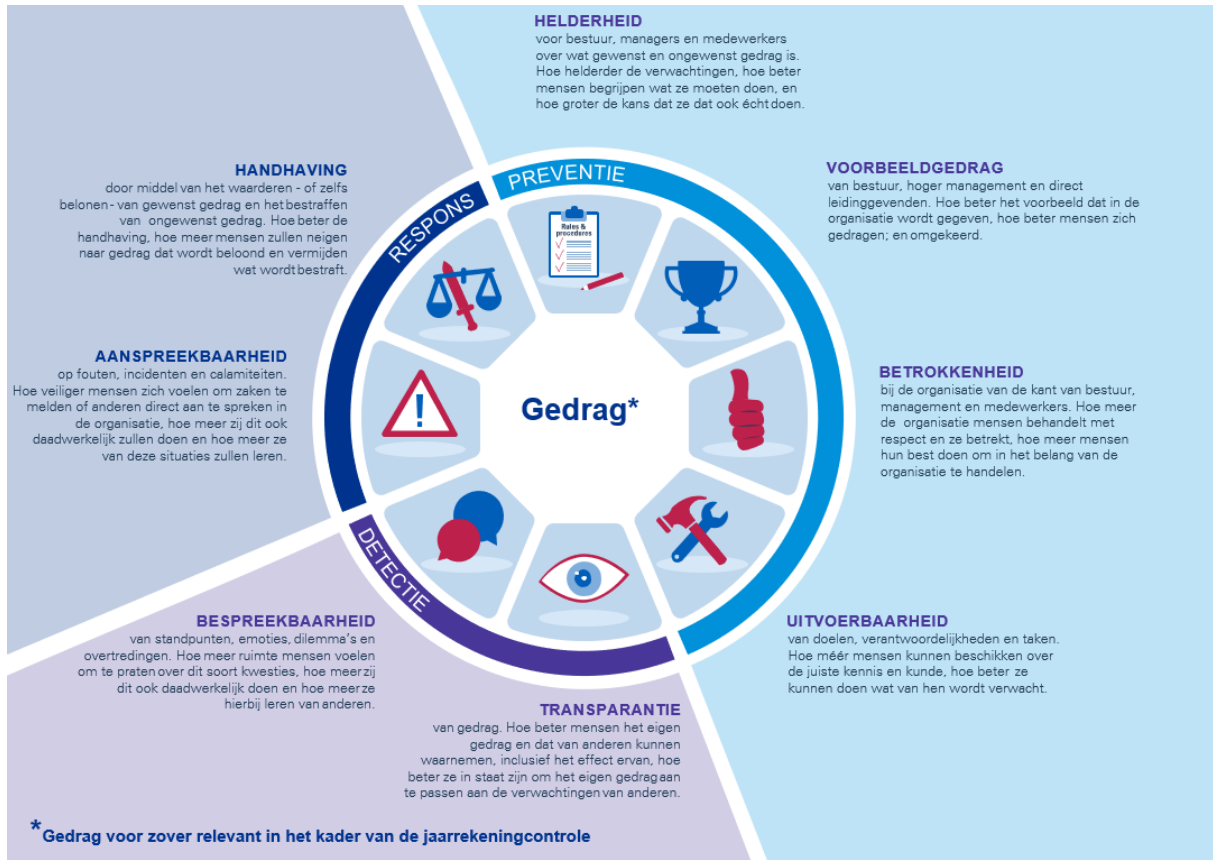 HELDERHEID
voor bestuur, managers en medewerkers
over wat gewenst en ongewenst gedrag is.
Hoe helderder de verwachtingen, hoe beter
mensen begrijpen wat ze moeten doen, en
hoe groter de kans dat ze dat ook écht doen.
VOORBEELDGEDRAG
van bestuur, hoger management en direct
leidinggevenden. Hoe beter het voorbeeld dat in de
organisatie wordt gegeven, hoe beter mensen zich
gedragen; en omgekeerd.
BETROKKENHEID
bij de organisatie van de kant van bestuur,
management en medewerkers. Hoe meer
de organisatie mensen behandelt met
respect en ze betrekt, hoe meer mensen
hun best doen om in het belang van de
organisatie te handelen.
UITVOERBAARHEID
van doelen, verantwoordelijkheden en taken.
Hoe méér mensen kunnen beschikken over
de juiste kennis en kunde, hoe beter ze
kunnen doen wat van hen wordt verwacht.
TRANSPARANTIE
van gedrag. Hoe beter mensen het eigen
gedrag en dat van anderen kunnen
waarnemen, inclusief het effect ervan, hoe
beter ze in staat zijn om het eigen gedrag aan
te passen aan de verwachtingen van anderen.
BESPREEKBAARHEID
van standpunten, emoties, dilemma's en
overtredingen. Hoe meer ruimte mensen voelen
om te praten over dit soort kwesties, hoe meer zij
dit ook daadwerkelijk doen en hoe meer ze
hierbij leren van anderen.
AANSPREEKBAARHEID
op fouten, incidenten en calamiteiten.
Hoe veiliger mensen zich voelen om zaken te
melden of anderen direct aan te spreken in
de organisatie, hoe meer zij dit ook
daadwerkelijk zullen doen en hoe meer ze
van deze situaties zullen leren.
HANDHAVING
door middel van het waarderen - of zelfs
belonen - van gewenst gedrag en het bestraffen
van ongewenst gedrag. Hoe beter de
handhaving, hoe meer mensen zullen neigen
naar gedrag dat wordt beloond en vermijden
wat wordt bestraft.
PREVENTIE
RESPONS
DETECTIE
Rules &
procedures
!
Gedrag*
*Gedrag voor zover relevant in het kader van de jaarrekeningcontrole